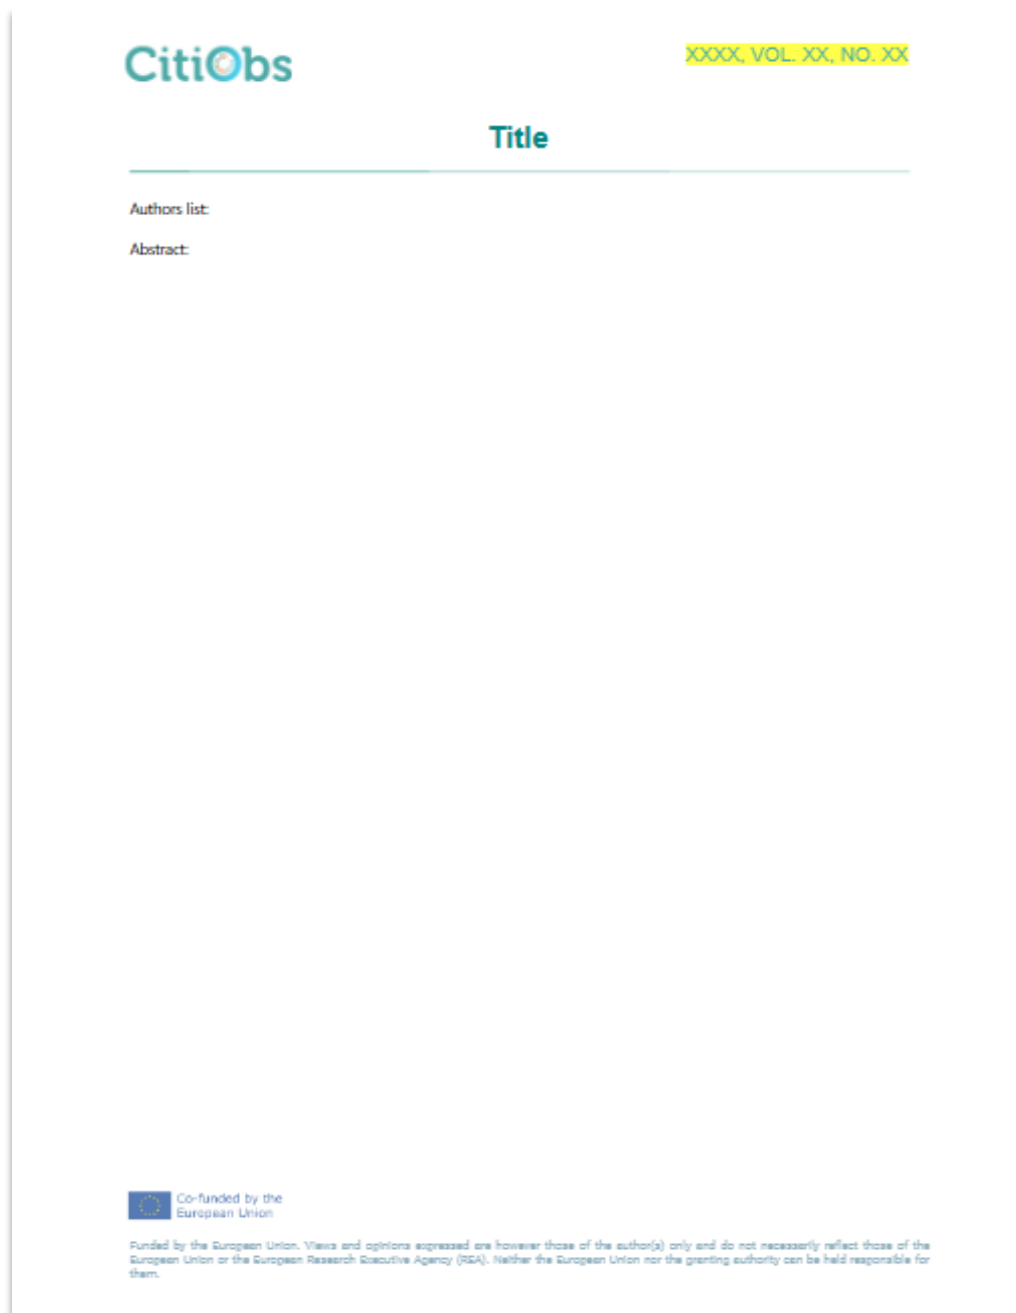 CitiObs
XXXX, VOL. XX, NO. XX
Title
Authors list:
Abstract:
Co-funded by the
European Union
Funded by the European Union. Views and opinions expressed are however those of the author(s) only and do not necessarily reflect those of the
European Union or the European Research Executive Agency (REA). Neither the European Union nor the granting authority can be held responsible for
them.